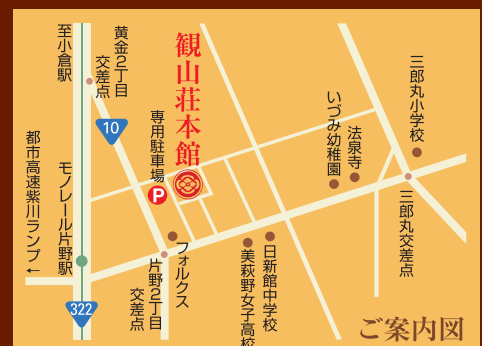 至小倉駅
黄金2丁目
交差点
10
都市高速紫川ランプ←
モノレール片野駅
322
専用駐車場
P
観山荘本館
フォルクス
片野2丁目
交差点
美萩野女子高校
日新館中学校
いづみ幼稚園
法泉寺
三郎丸小学校
三郎丸交差点
ご案内図